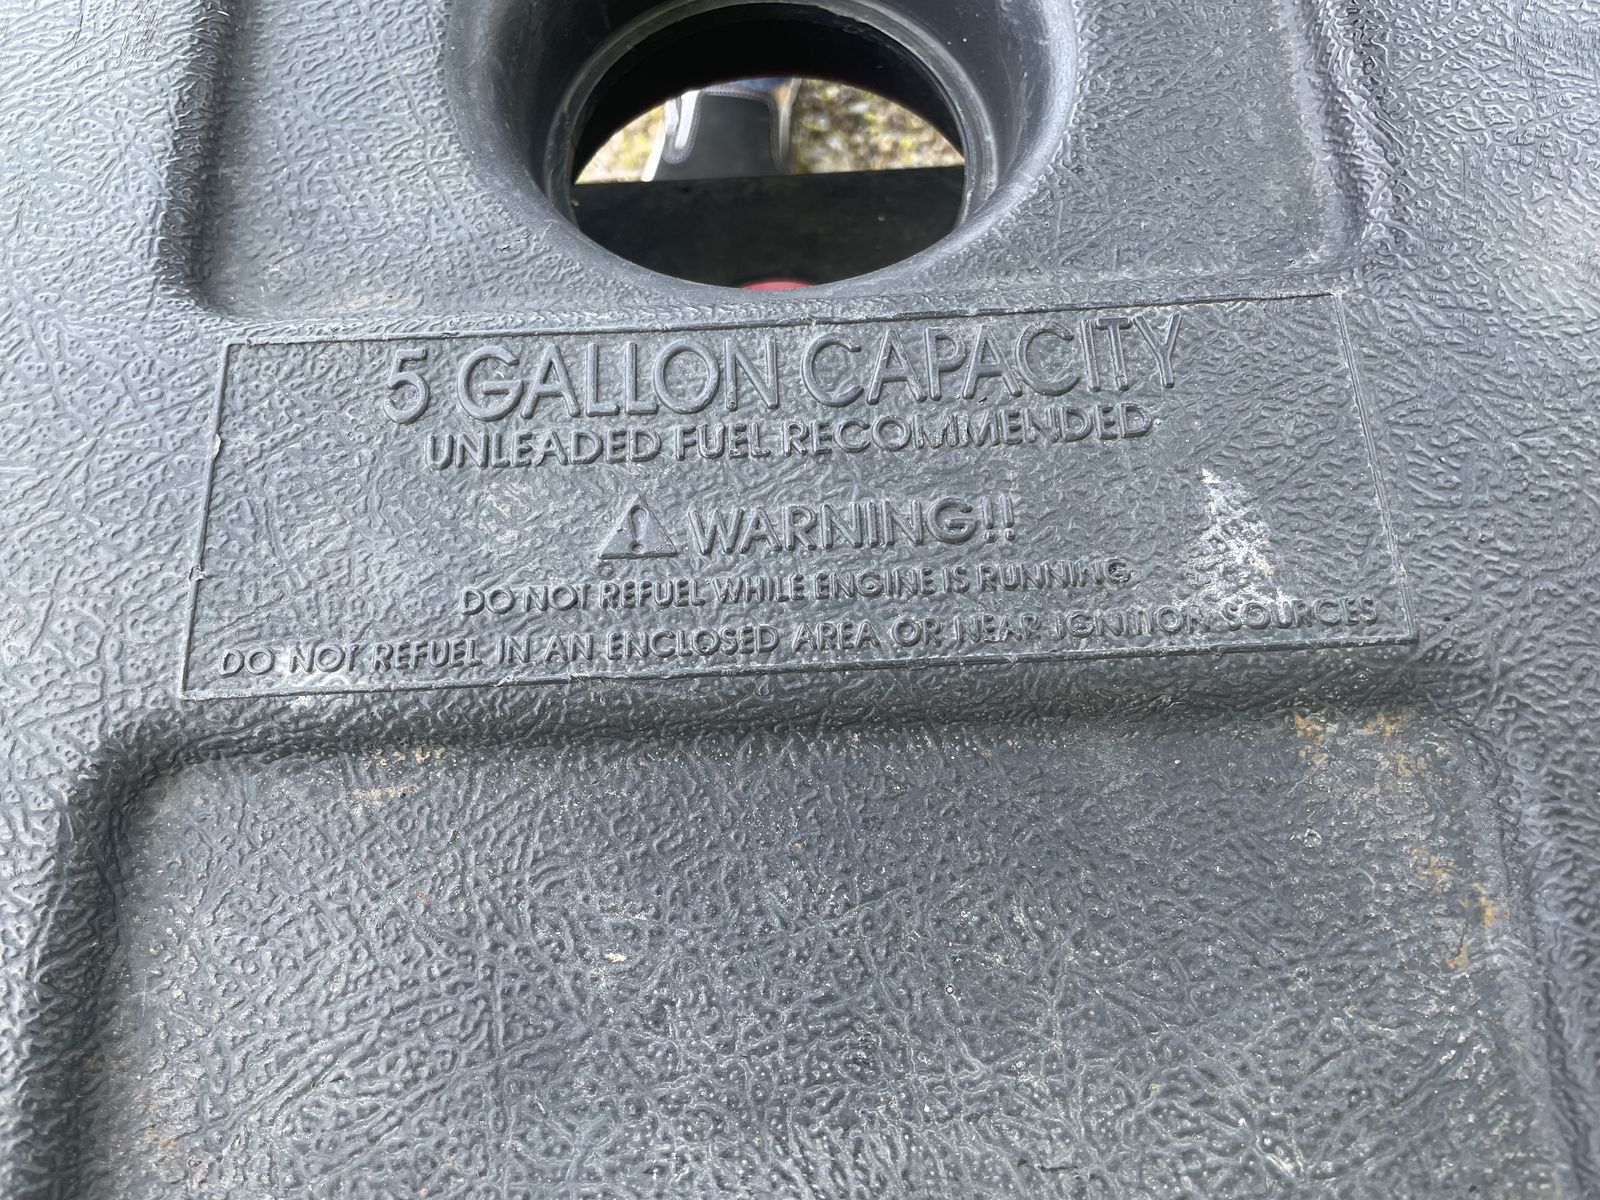 5 GALLON CAPACITY
UNLEADED FUEL RECOMMENDED
WARNING!!
DO NOT REFUEL WHILE ENGINE IS RUNNING
DO NOT REFUEL IN AN ENCLOSED AREA OR NEAR IGNITION SOURCES